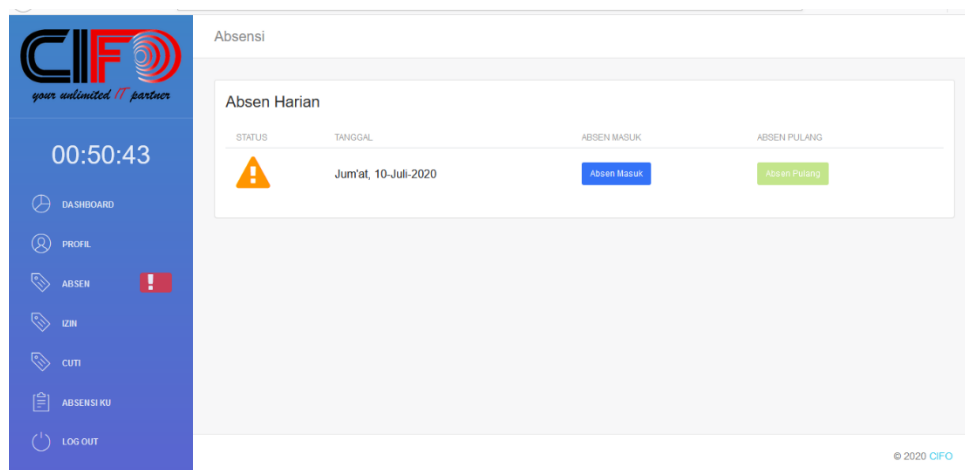 CIFO
your unlimited IT partner
00:50:43
DASHBOARD
PROFIL
ABSEN
IZIN
CUTI
ABSENSI KU
LOG OUT
Absensi
Absen Harian
STATUS TANGGAL ABSEN MASUK ABSEN PULANG
Jum'at, 10-Juli-2020 Absen Masuk Absen Pulang
© 2020 CIFO